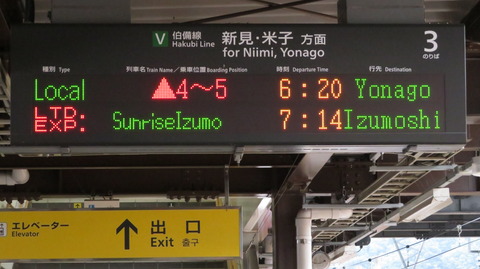 V 伯備線 新見・米子 方面 3
Hakubi Line for Niimi, Yonago のりば
種別 Type 列車名 Train Name／乗車位置 Boarding Position 時刻 Departure Time 行先 Destination
Local ▲4～5 6:20 Yonago
LTD. EXP: SunriseIzumo 7:14 Izumoshi
エレベーター
Elevator
↑ 出口
Exit 출구